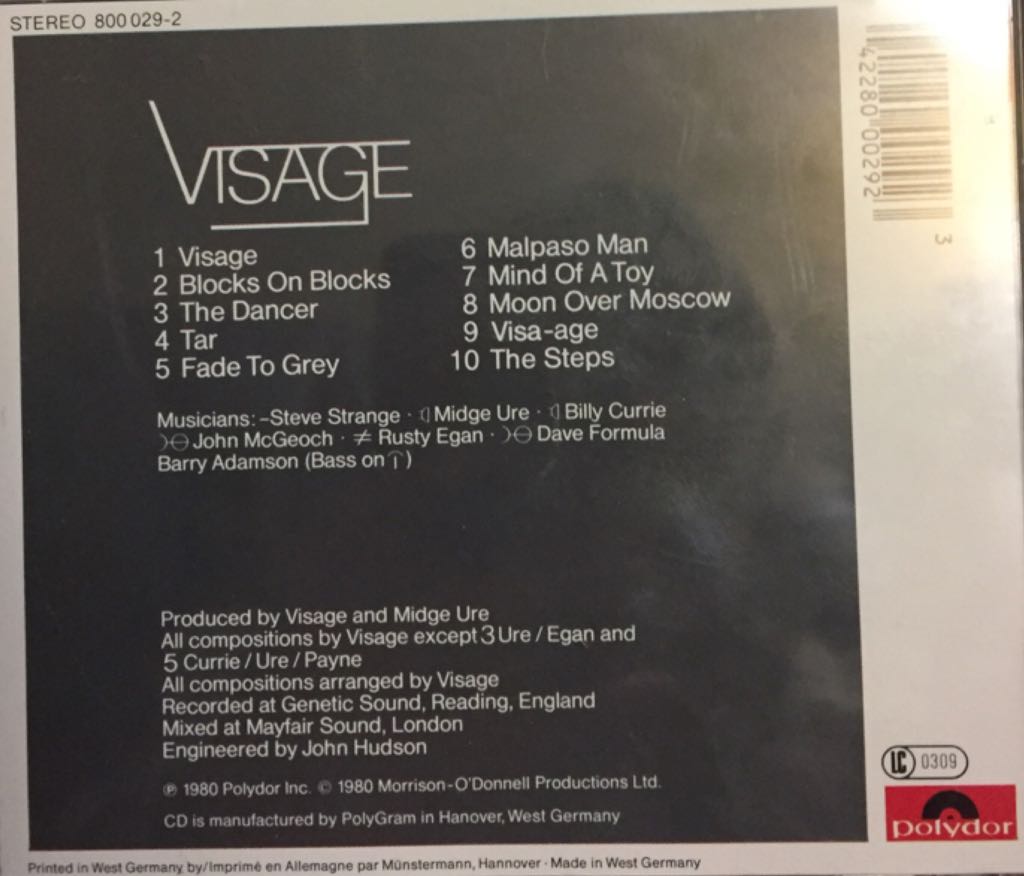 STEREO 800 029-2
VISAGE
1 Visage
2 Blocks On Blocks
3 The Dancer
4 Tar
5 Fade To Grey
6 Malpaso Man
7 Mind Of A Toy
8 Moon Over Moscow
9 Visa-age
10 The Steps
Musicians: –Steve Strange · Midge Ure · Billy Currie
John McGeoch · ≠ Rusty Egan · Dave Formula
Barry Adamson (Bass on )
Produced by Visage and Midge Ure
All compositions by Visage except 3 Ure / Egan and
5 Currie / Ure / Payne
All compositions arranged by Visage
Recorded at Genetic Sound, Reading, England
Mixed at Mayfair Sound, London
Engineered by John Hudson
℗ 1980 Polydor Inc. © 1980 Morrison-O'Donnell Productions Ltd.
CD is manufactured by PolyGram in Hanover, West Germany
Printed in West Germany by/Imprimé en Allemagne par Münstermann, Hannover · Made in West Germany
42280 00292
3
LC 0309
polydor